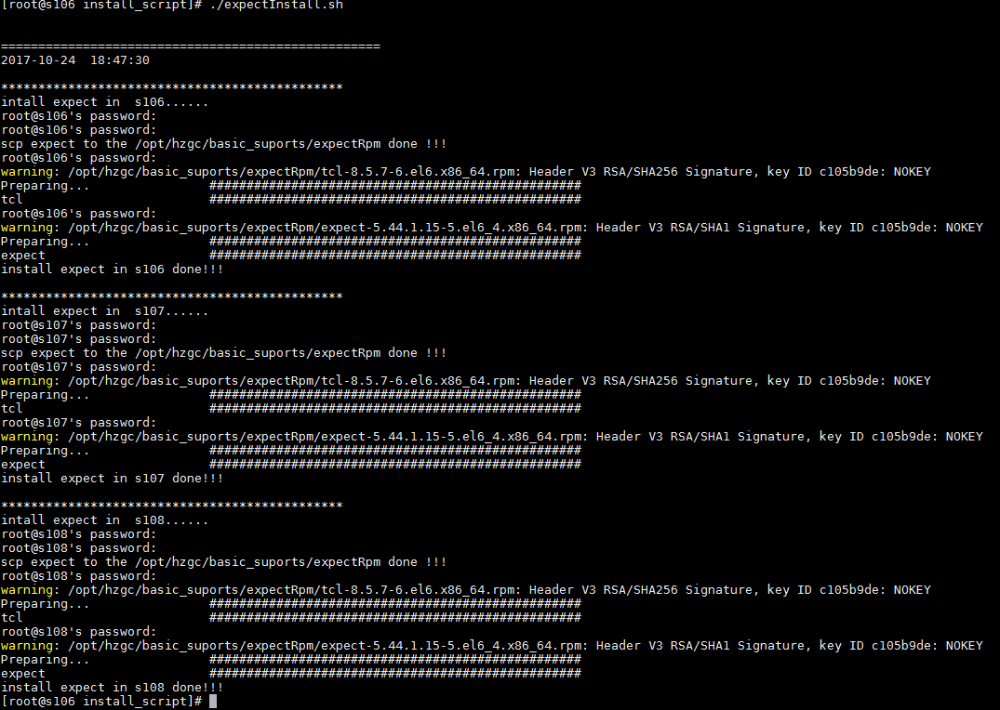 [root@s106 install_script]# ./expectInstall.sh
===================================================
2017-10-24  18:47:30
**********************************************
intall expect in  s106......
root@s106's password:
root@s106's password:
scp expect to the /opt/hzgc/basic_suports/expectRpm done !!!
root@s106's password:
warning: /opt/hzgc/basic_suports/expectRpm/tcl-8.5.7-6.el6.x86_64.rpm: Header V3 RSA/SHA256 Signature, key ID c105b9de: NOKEY
Preparing...                ##################################################
tcl                         ##################################################
root@s106's password:
warning: /opt/hzgc/basic_suports/expectRpm/expect-5.44.1.15-5.el6_4.x86_64.rpm: Header V3 RSA/SHA1 Signature, key ID c105b9de: NOKEY
Preparing...                ##################################################
expect                      ##################################################
install expect in s106 done!!!
**********************************************
intall expect in  s107......
root@s107's password:
root@s107's password:
scp expect to the /opt/hzgc/basic_suports/expectRpm done !!!
root@s107's password:
warning: /opt/hzgc/basic_suports/expectRpm/tcl-8.5.7-6.el6.x86_64.rpm: Header V3 RSA/SHA256 Signature, key ID c105b9de: NOKEY
Preparing...                ##################################################
tcl                         ##################################################
root@s107's password:
warning: /opt/hzgc/basic_suports/expectRpm/expect-5.44.1.15-5.el6_4.x86_64.rpm: Header V3 RSA/SHA1 Signature, key ID c105b9de: NOKEY
Preparing...                ##################################################
expect                      ##################################################
install expect in s107 done!!!
**********************************************
intall expect in  s108......
root@s108's password:
root@s108's password:
scp expect to the /opt/hzgc/basic_suports/expectRpm done !!!
root@s108's password:
warning: /opt/hzgc/basic_suports/expectRpm/tcl-8.5.7-6.el6.x86_64.rpm: Header V3 RSA/SHA256 Signature, key ID c105b9de: NOKEY
Preparing...                ##################################################
tcl                         ##################################################
root@s108's password:
warning: /opt/hzgc/basic_suports/expectRpm/expect-5.44.1.15-5.el6_4.x86_64.rpm: Header V3 RSA/SHA1 Signature, key ID c105b9de: NOKEY
Preparing...                ##################################################
expect                      ##################################################
install expect in s108 done!!!
[root@s106 install_script]#